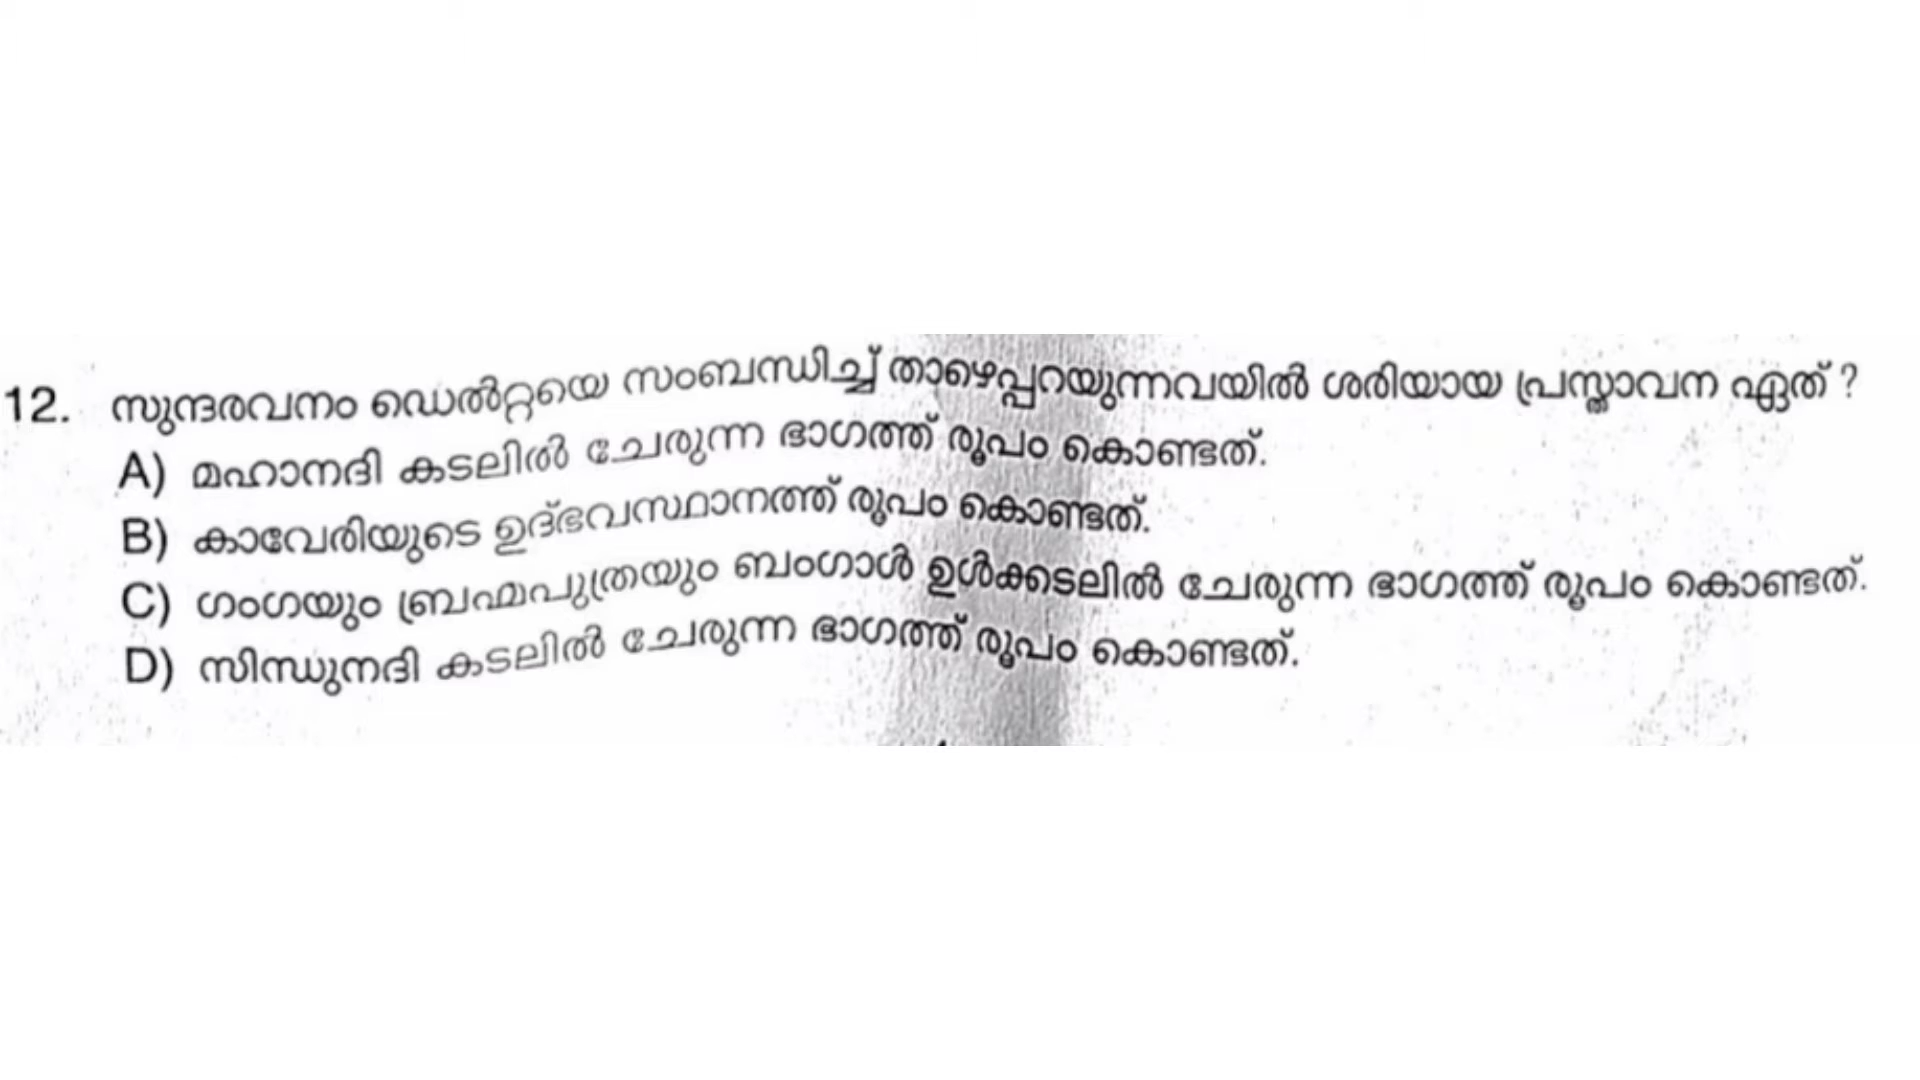 12. സുന്ദരവനം ഡെൽറ്റയെ സംബന്ധിച്ച് താഴെപ്പറയുന്നവയിൽ ശരിയായ പ്രസ്താവന ഏത് ?
A) മഹാനദി കടലിൽ ചേരുന്ന ഭാഗത്ത് രൂപം കൊണ്ടത്.
B) കാവേരിയുടെ ഉദ്ഭവസ്ഥാനത്ത് രൂപം കൊണ്ടത്.
C) ഗംഗയും ബ്രഹ്മപുത്രയും ബംഗാൾ ഉൾക്കടലിൽ ചേരുന്ന ഭാഗത്ത് രൂപം കൊണ്ടത്.
D) സിന്ധുനദി കടലിൽ ചേരുന്ന ഭാഗത്ത് രൂപം കൊണ്ടത്.